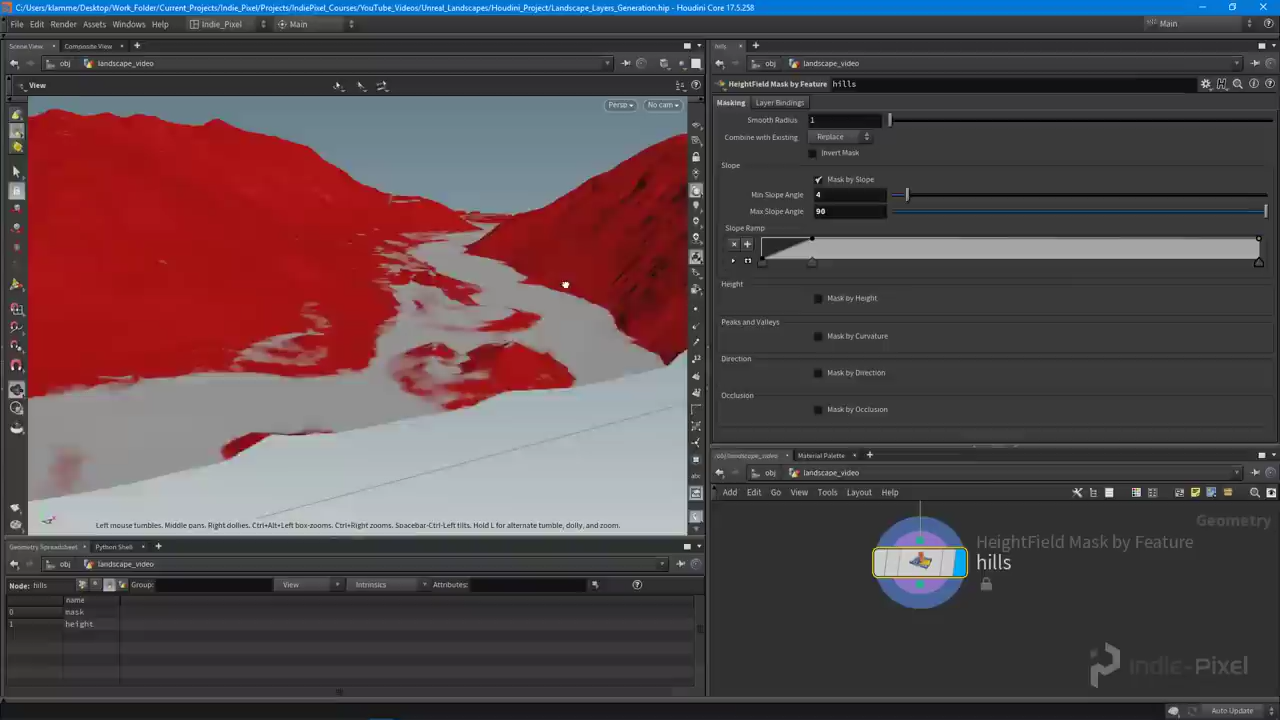 C:/Users/klamme/Desktop/Work_Folder/Current_Projects/Indie_Pixel/Projects/IndiePixel_Courses/YouTube_Videos/Unreal_Landscapes/Houdini_Project/Landscape_Layers_Generation.hip - Houdini Core 17.5.258
File Edit Render Assets Windows Help Indie_Pixel Main Main
Scene View Composite View
obj landscape_video
View
Persp No cam
Left mouse tumbles. Middle pans. Right dollies. Ctrl+Alt+Left box-zooms. Ctrl+Right zooms. Spacebar-Ctrl-Left tilts. Hold L for alternate tumble, dolly, and zoom.
Geometry Spreadsheet Python Shell
obj landscape_video
Node: hills Group: View Intrinsics Attributes:
name
0 mask
1 height
hills
obj landscape_video
HeightField Mask by Feature hills
Masking Layer Bindings
Smooth Radius 1
Combine with Existing Replace
Invert Mask
Slope
Mask by Slope
Min Slope Angle 4
Max Slope Angle 90
Slope Ramp
Height
Mask by Height
Peaks and Valleys
Mask by Curvature
Direction
Mask by Direction
Occlusion
Mask by Occlusion
/obj/landscape_video Material Palette
obj landscape_video
Add Edit Go View Tools Layout Help
Geometry
HeightField Mask by Feature
hills
Indie-Pixel
Auto Update